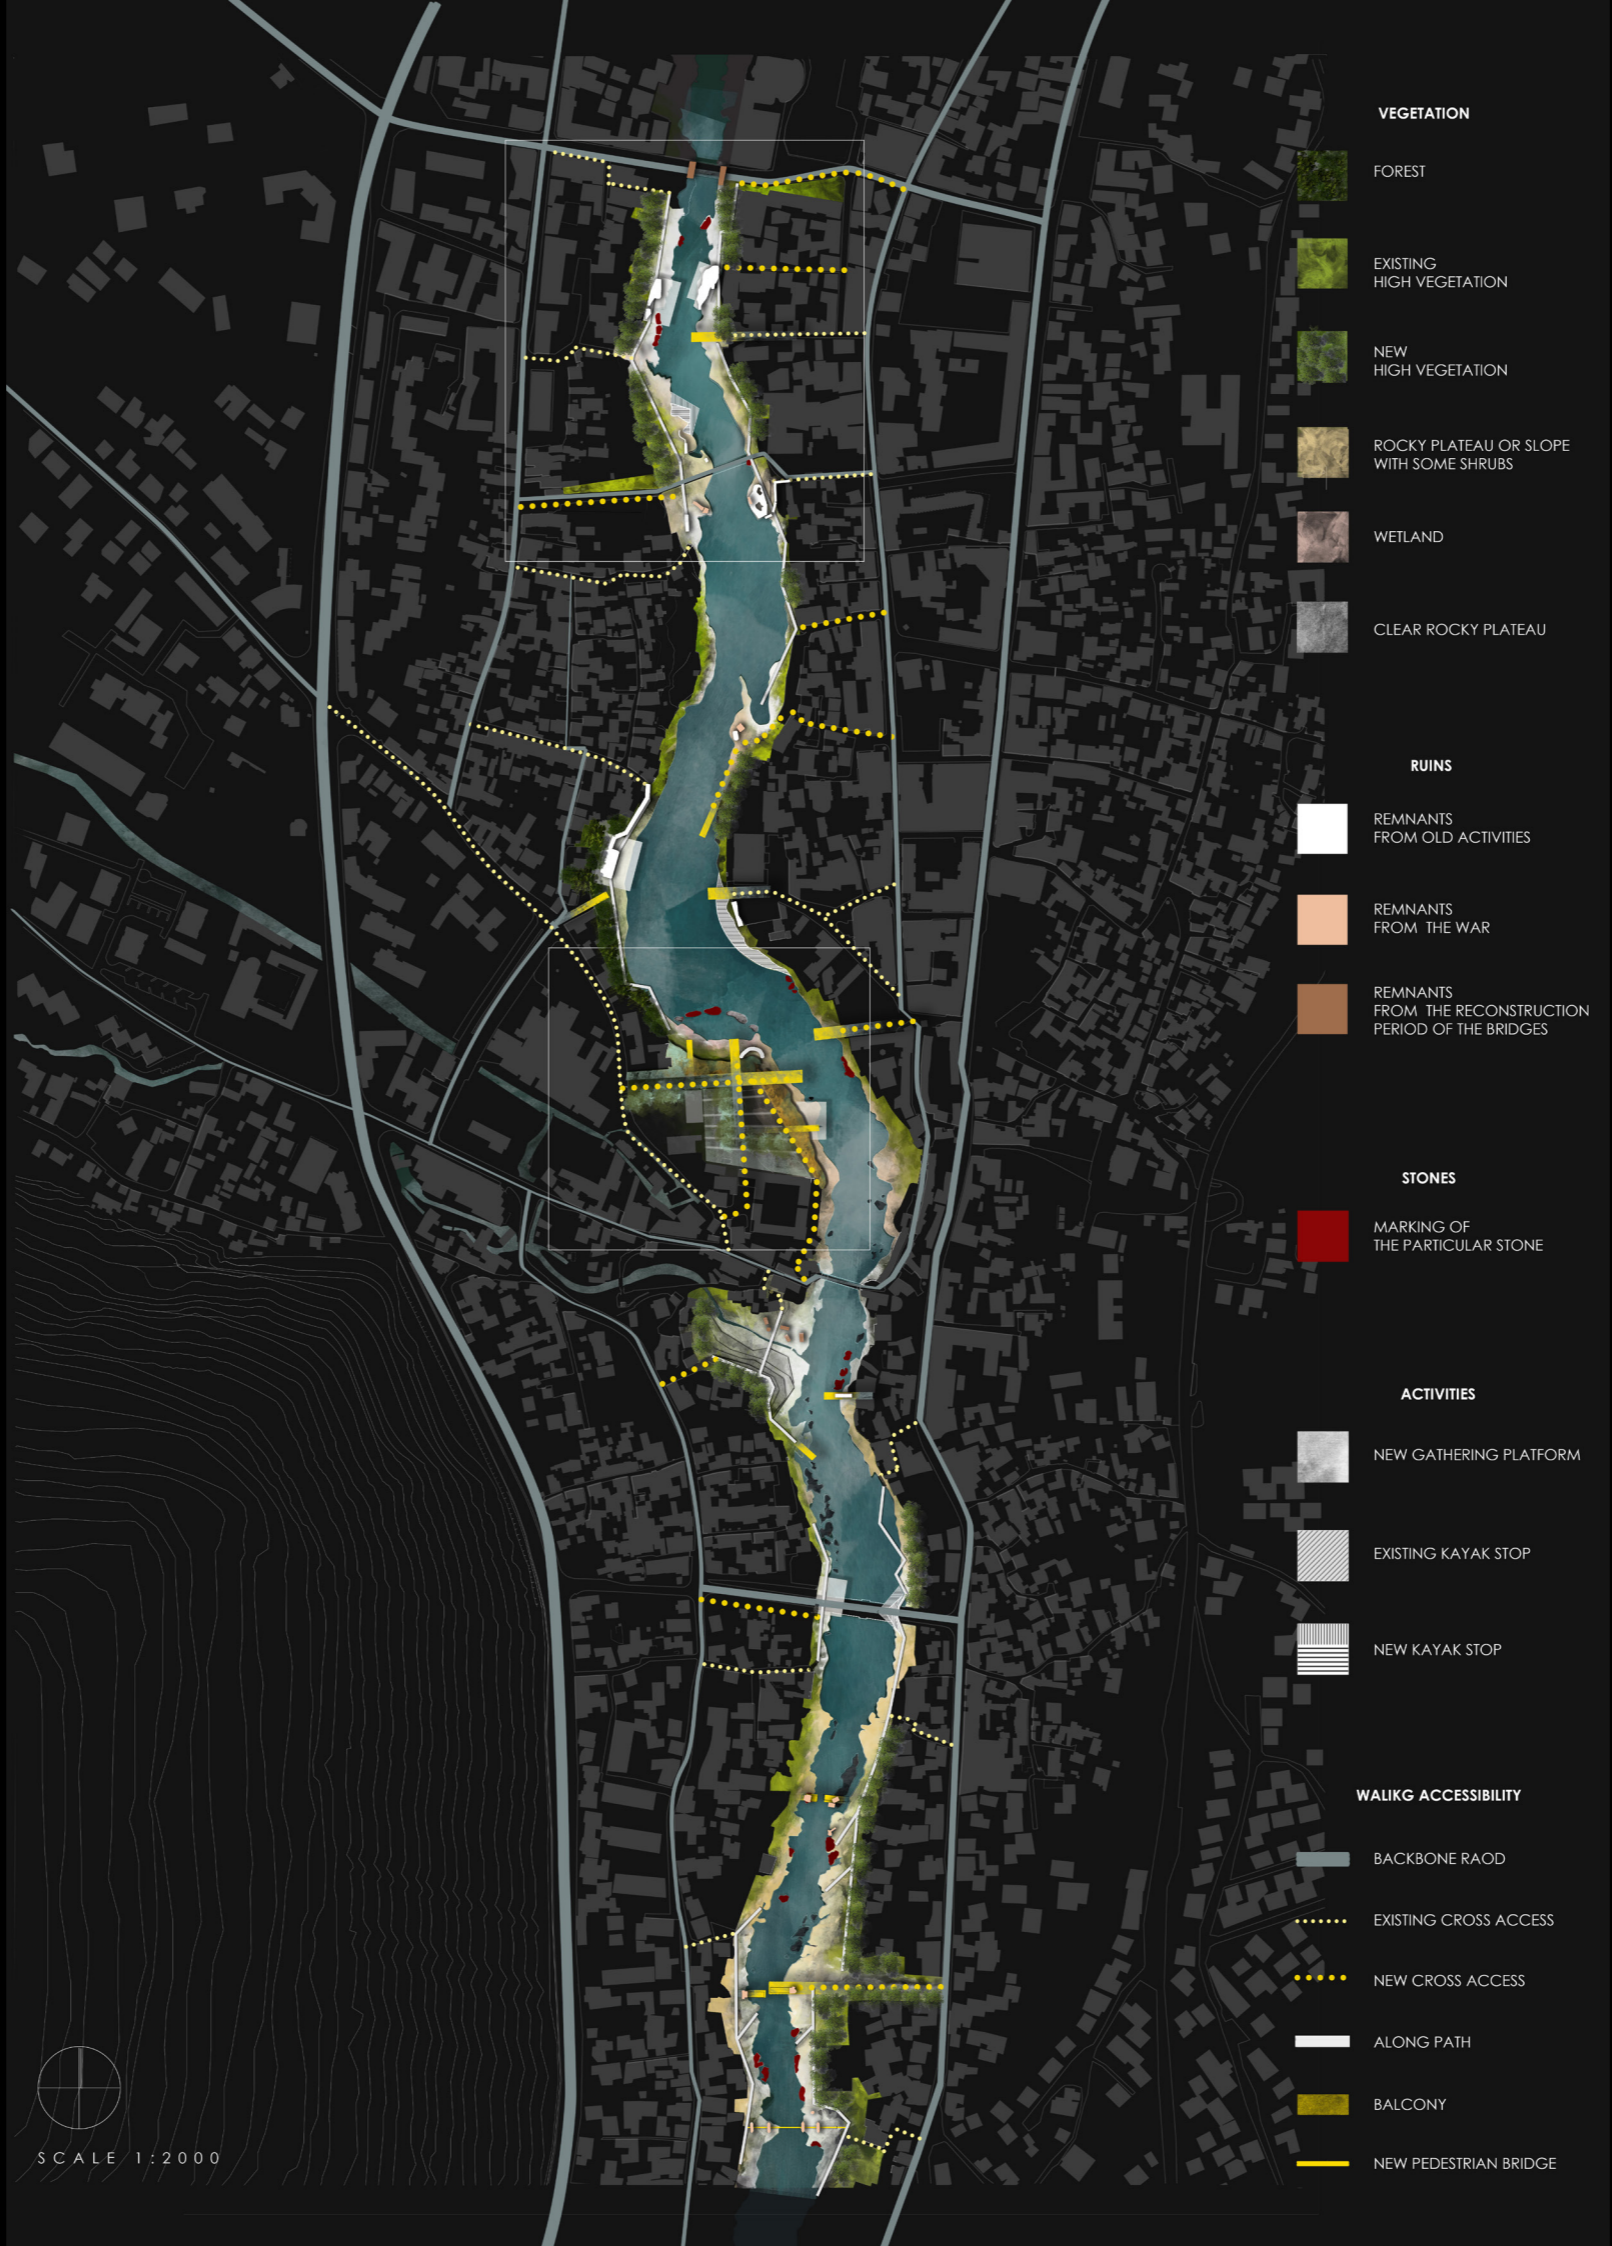 VEGETATION
FOREST
EXISTING
HIGH VEGETATION
NEW
HIGH VEGETATION
ROCKY PLATEAU OR SLOPE
WITH SOME SHRUBS
WETLAND
CLEAR ROCKY PLATEAU
RUINS
REMNANTS
FROM OLD ACTIVITIES
REMNANTS
FROM THE WAR
REMNANTS
FROM THE RECONSTRUCTION
PERIOD OF THE BRIDGES
STONES
MARKING OF
THE PARTICULAR STONE
ACTIVITIES
NEW GATHERING PLATFORM
EXISTING KAYAK STOP
NEW KAYAK STOP
WALIKG ACCESSIBILITY
BACKBONE RAOD
EXISTING CROSS ACCESS
NEW CROSS ACCESS
ALONG PATH
BALCONY
NEW PEDESTRIAN BRIDGE
SCALE 1:2000